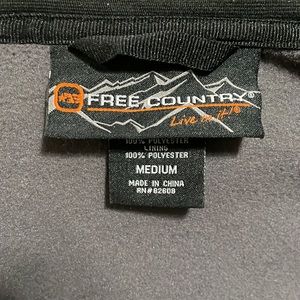 FREE COUNTRY®
Live in it!®
100% POLYESTER
LINING
100% POLYESTER
MEDIUM
MADE IN CHINA
RN#82608